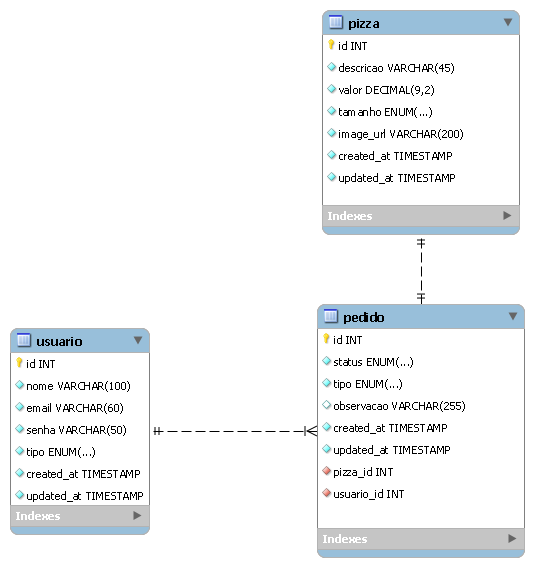 pizza
id INT
descricao VARCHAR(45)
valor DECIMAL(9,2)
tamanho ENUM(...)
image_url VARCHAR(200)
created_at TIMESTAMP
updated_at TIMESTAMP
Indexes
usuario
id INT
nome VARCHAR(100)
email VARCHAR(60)
senha VARCHAR(50)
tipo ENUM(...)
created_at TIMESTAMP
updated_at TIMESTAMP
Indexes
pedido
id INT
status ENUM(...)
tipo ENUM(...)
observacao VARCHAR(255)
created_at TIMESTAMP
updated_at TIMESTAMP
pizza_id INT
usuario_id INT
Indexes